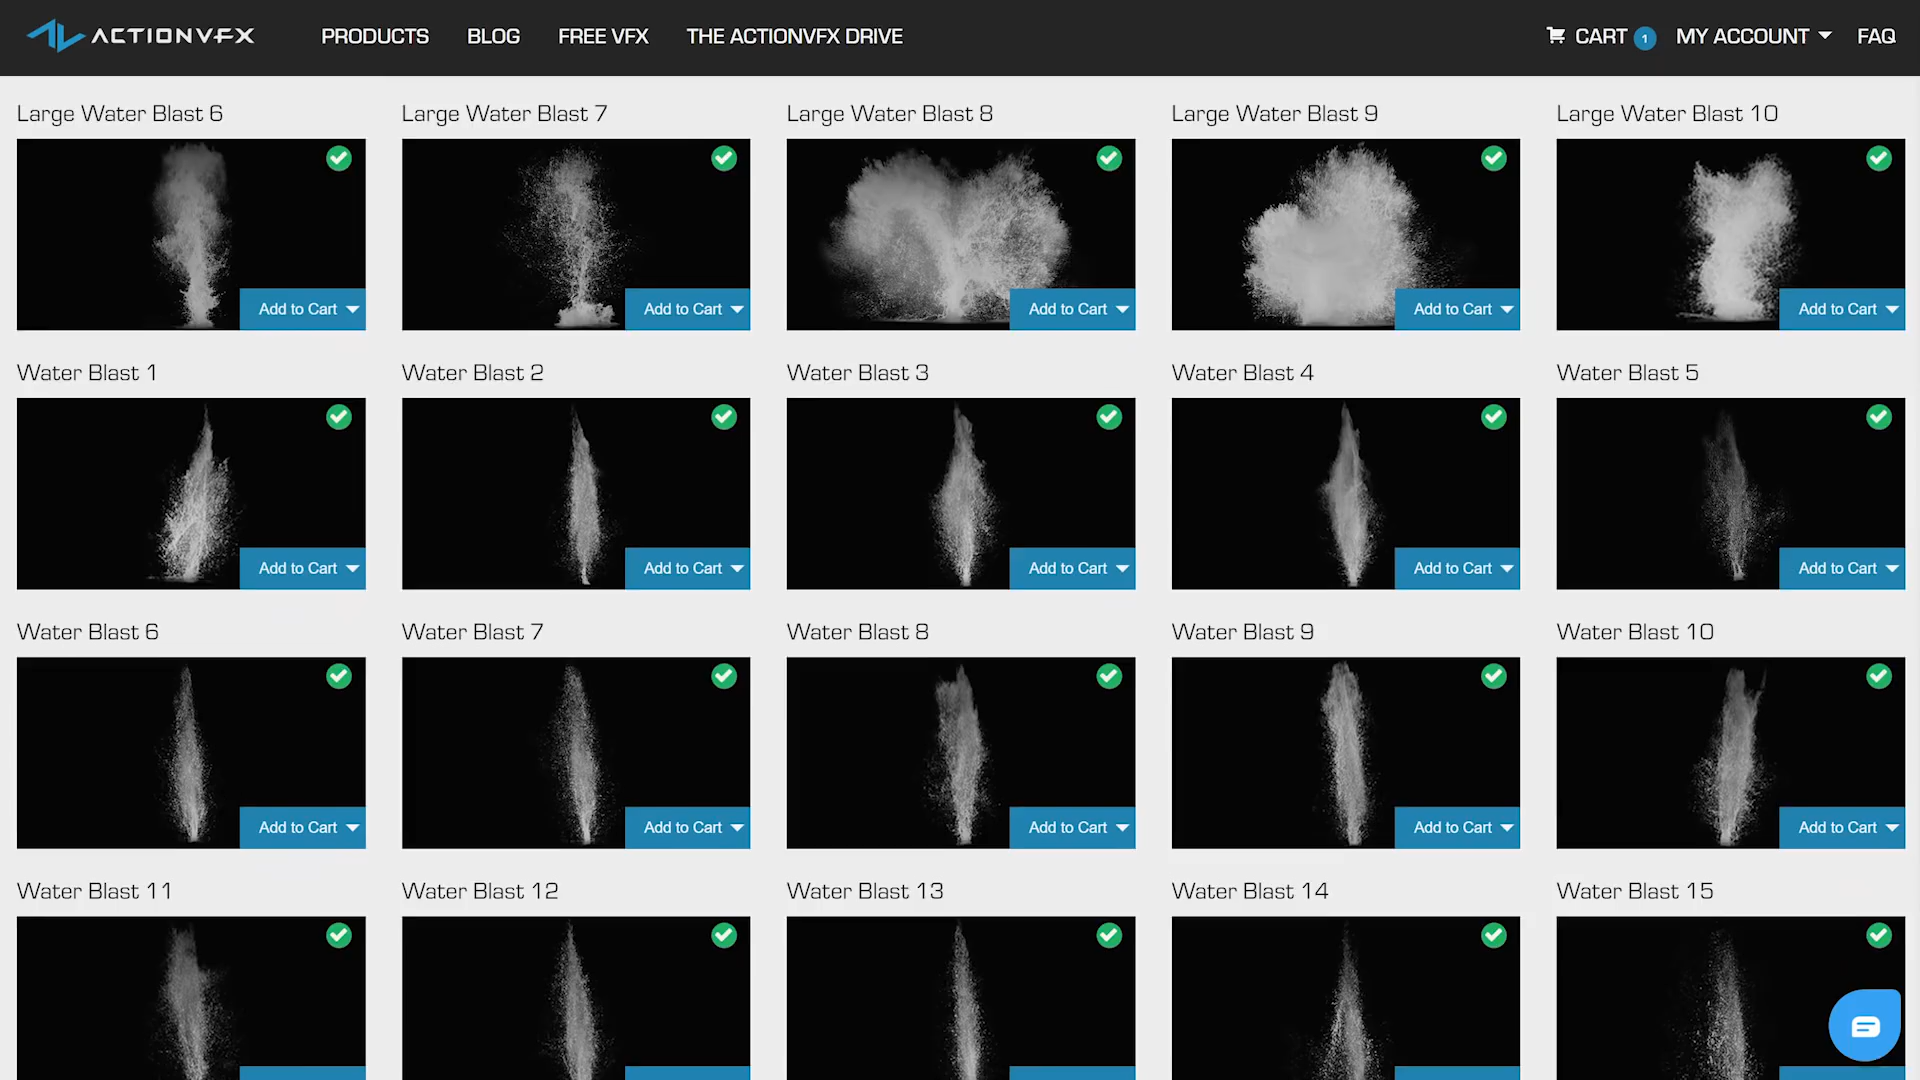 ACTIONVFX PRODUCTS BLOG FREE VFX THE ACTIONVFX DRIVE CART 1 MY ACCOUNT FAQ
Large Water Blast 6 Large Water Blast 7 Large Water Blast 8 Large Water Blast 9 Large Water Blast 10
Add to Cart Add to Cart Add to Cart Add to Cart Add to Cart
Water Blast 1 Water Blast 2 Water Blast 3 Water Blast 4 Water Blast 5
Add to Cart Add to Cart Add to Cart Add to Cart Add to Cart
Water Blast 6 Water Blast 7 Water Blast 8 Water Blast 9 Water Blast 10
Add to Cart Add to Cart Add to Cart Add to Cart Add to Cart
Water Blast 11 Water Blast 12 Water Blast 13 Water Blast 14 Water Blast 15